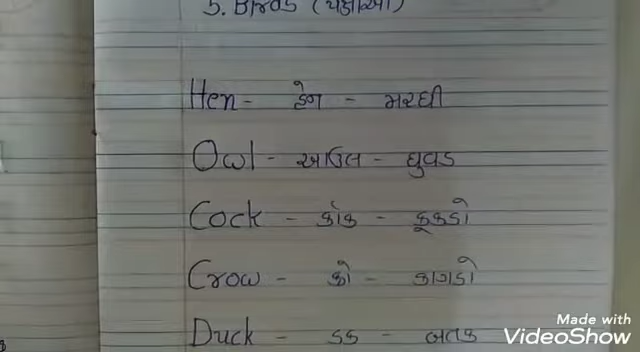 5. Birds (પક્ષીઓ)
Hen - હેન - મરઘી
Owl - આઉલ - ઘુવડ
Cock - કૉક - કૂકડો
Crow - ક્રો - કાગડો
Duck - ડક - બતક
Made with
VideoShow